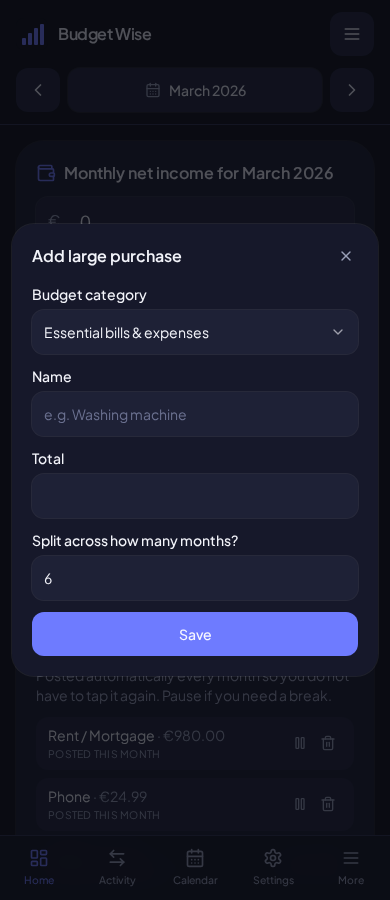 Budget Wise
March 2026
Monthly net income for March 2026
€ 0
Add large purchase
Budget category
Essential bills & expenses
Name
e.g. Washing machine
Total
Split across how many months?
6
Save
Posted automatically every month so you do not
have to tap it again. Pause if you need a break.
Rent / Mortgage · €980.00
POSTED THIS MONTH
Phone · €24.99
POSTED THIS MONTH
Home Activity Calendar Settings More